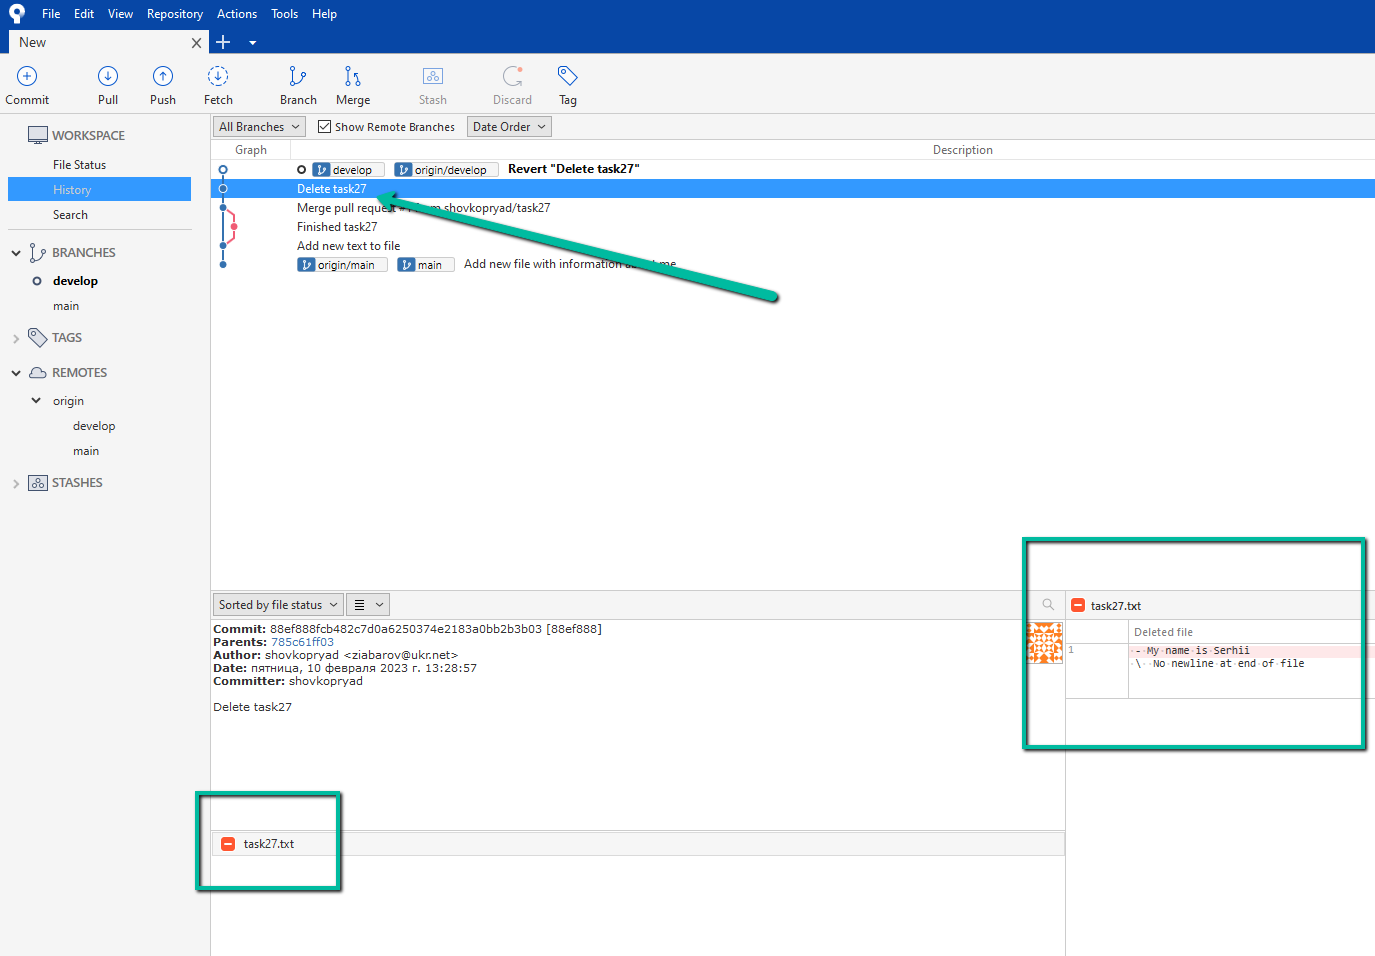 File Edit View Repository Actions Tools Help
New
Commit Pull Push Fetch Branch Merge Stash Discard Tag
WORKSPACE
File Status
History
Search
BRANCHES
develop
main
TAGS
REMOTES
origin
develop
main
STASHES
All Branches Show Remote Branches Date Order
Graph Description
develop origin/develop Revert "Delete task27"
Delete task27
Merge pull request shovkopryad/task27
Finished task27
Add new text to file
origin/main main Add new file with information about me
Sorted by file status
Commit: 88ef888fcb482c7d0a6250374e2183a0bb2b3b03 [88ef888]
Parents: 785c61ff03
Author: shovkopryad <ziabarov@ukr.net>
Date: пятница, 10 февраля 2023 г. 13:28:57
Committer: shovkopryad
Delete task27
task27.txt
task27.txt
Deleted file
1 - My name is Serhii
\ No newline at end of file